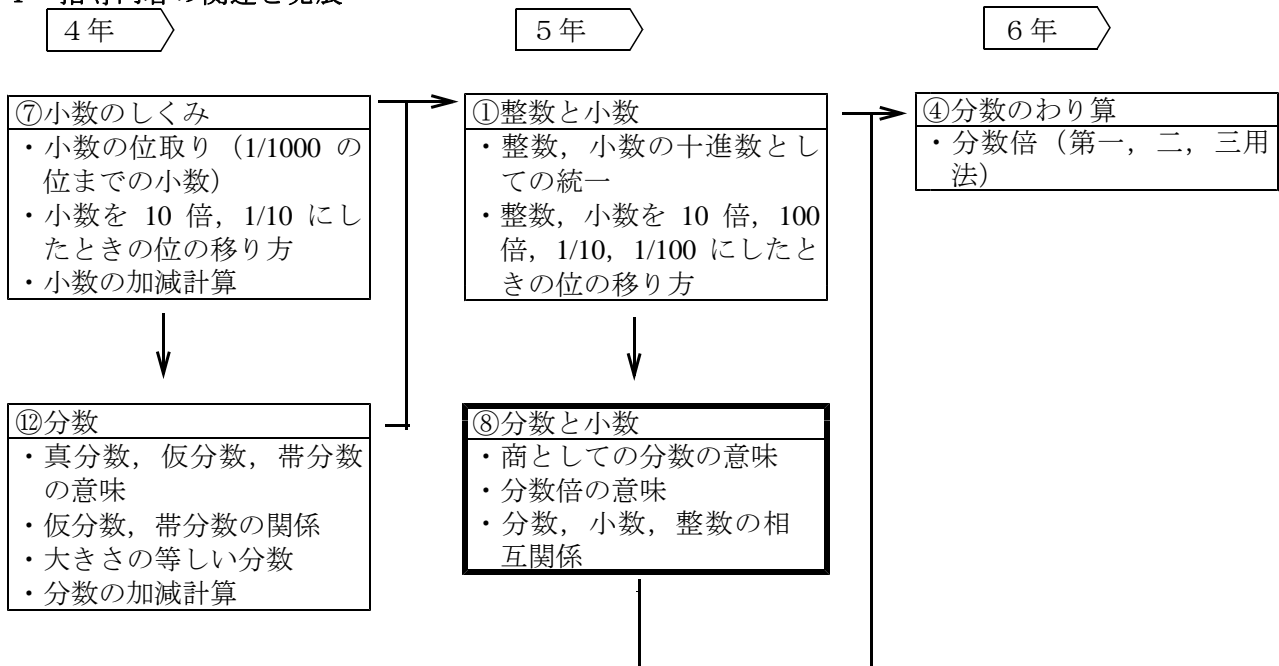 ４年
５年
６年
⑦小数のしくみ
・小数の位取り（1/1000 の
位までの小数）
・小数を 10 倍，1/10 にし
たときの位の移り方
・小数の加減計算
⑫分数
・真分数，仮分数，帯分数
の意味
・仮分数，帯分数の関係
・大きさの等しい分数
・分数の加減計算
①整数と小数
・整数，小数の十進数とし
ての統一
・整数，小数を 10 倍，100
倍，1/10，1/100 にしたと
きの位の移り方
⑧分数と小数
・商としての分数の意味
・分数倍の意味
・分数，小数，整数の相
互関係
④分数のわり算
・分数倍（第一，二，三用
法）